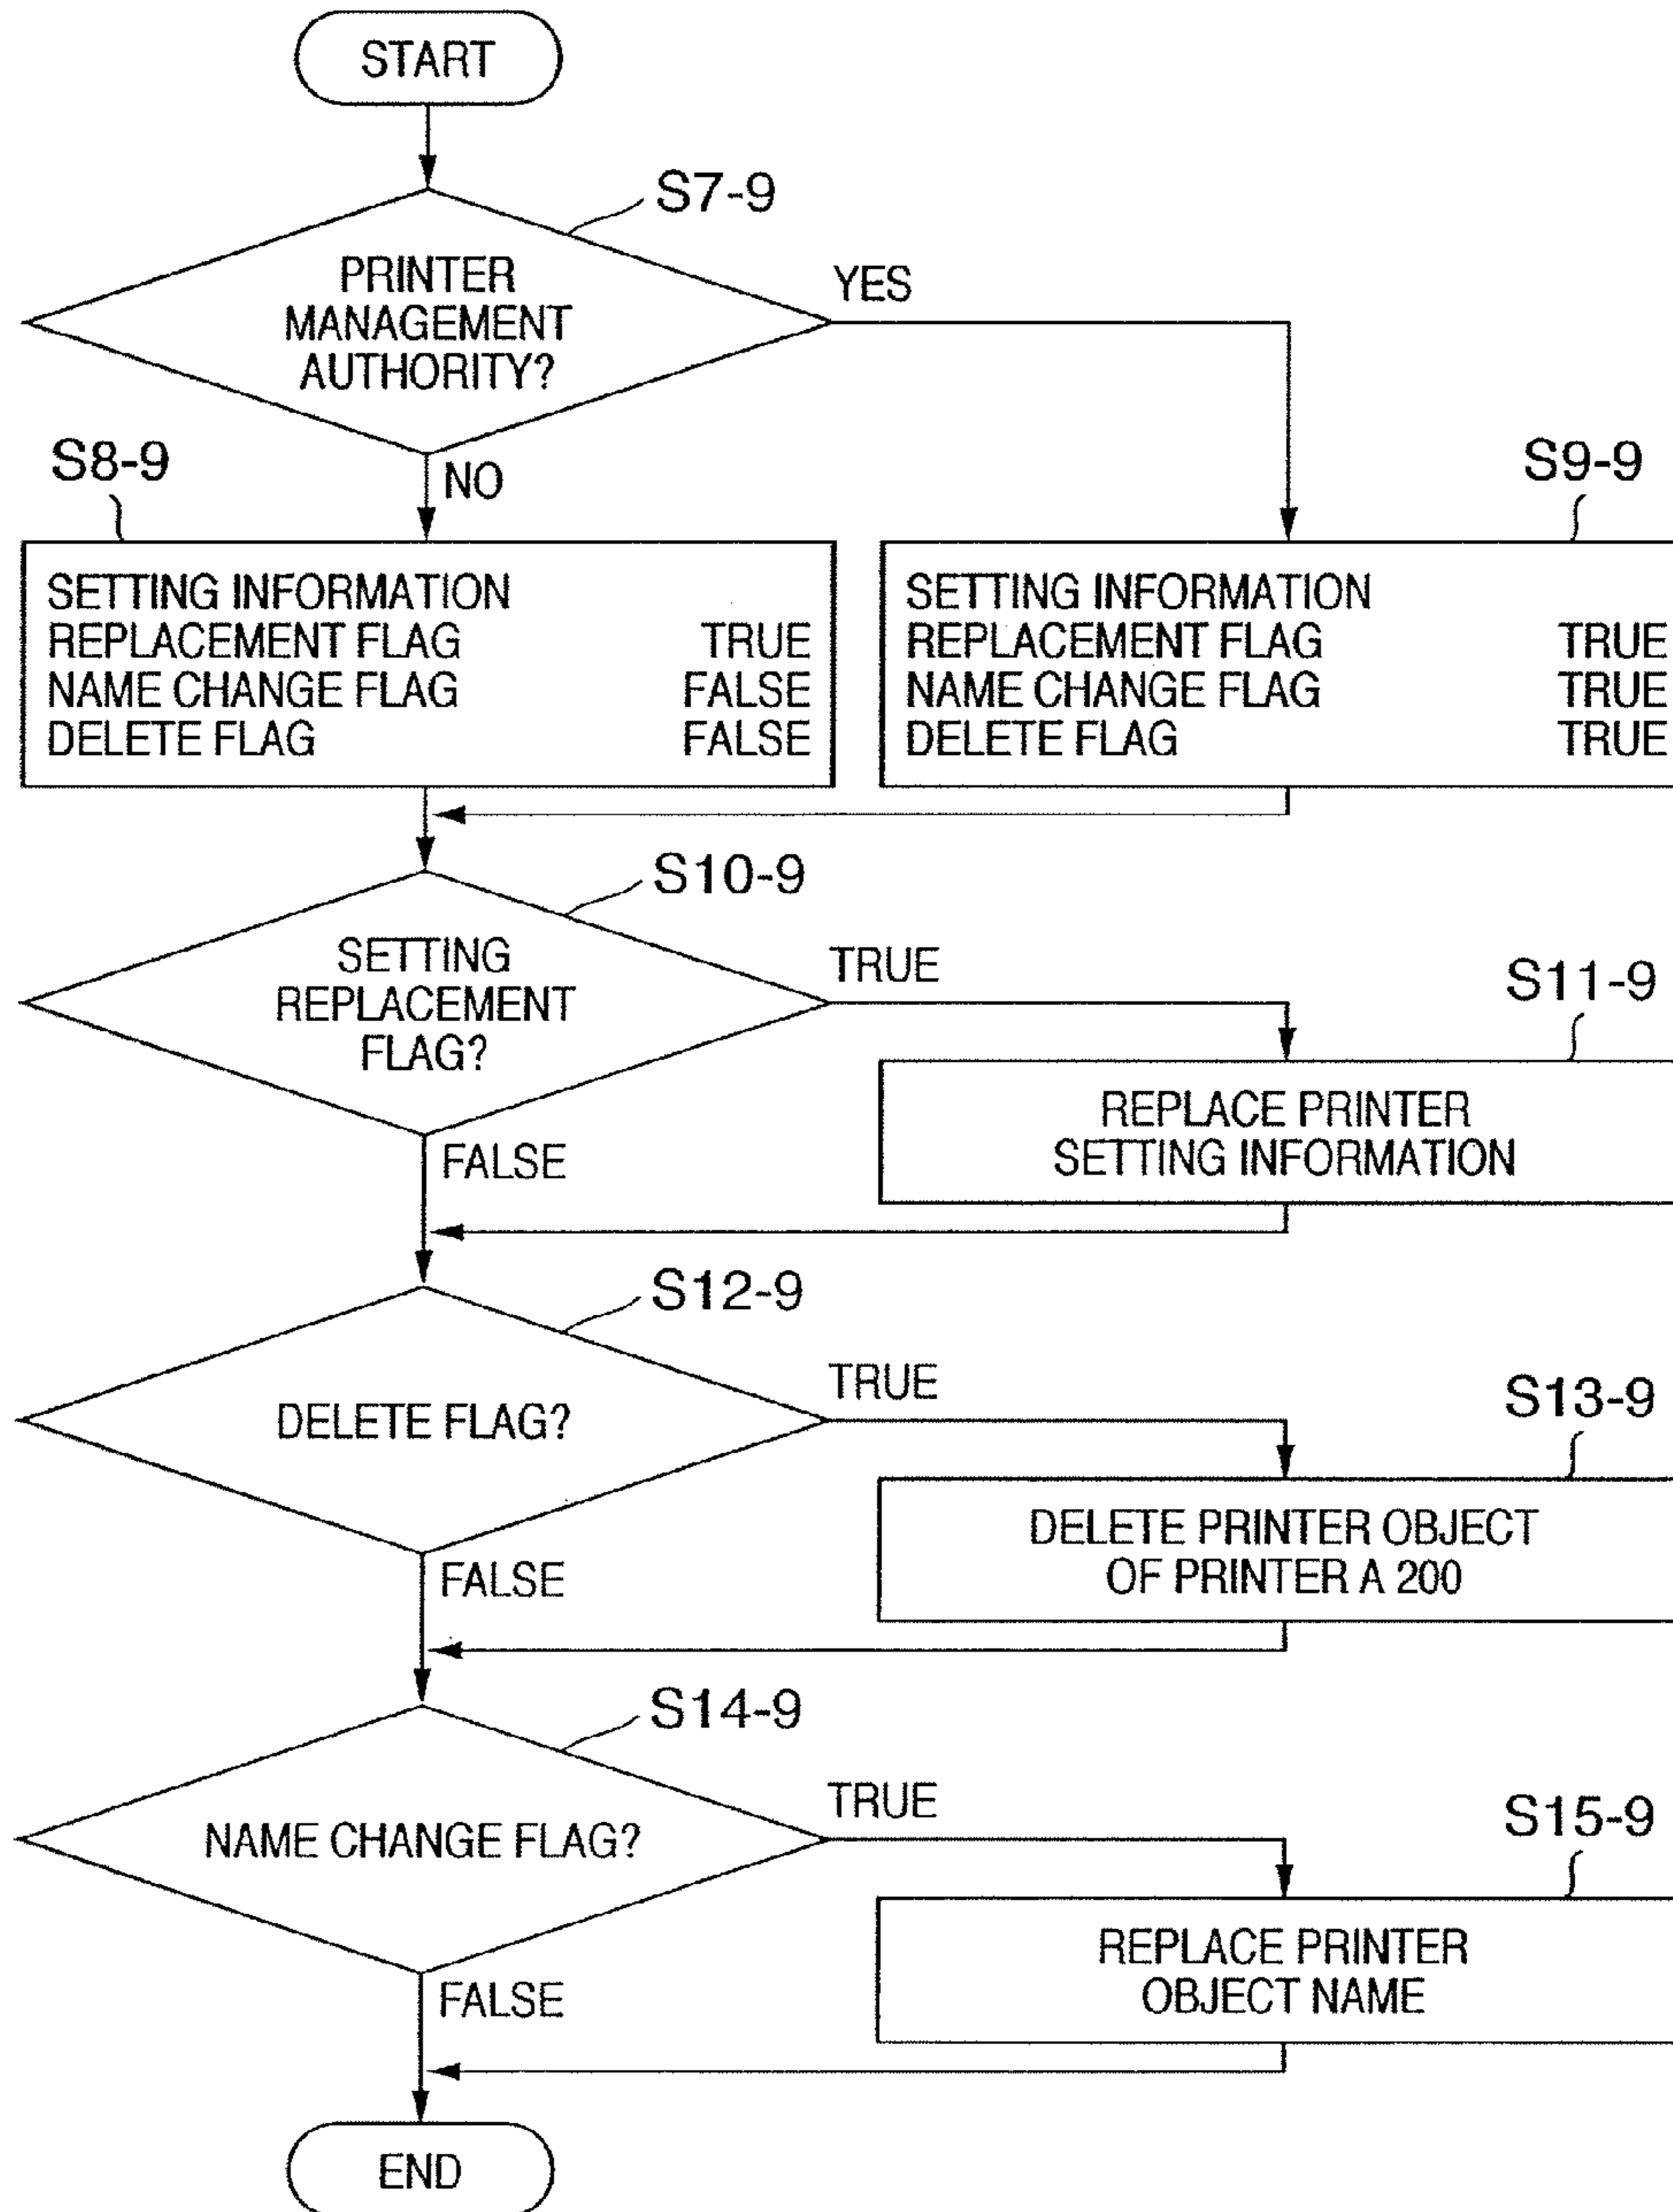 START
S7-9
PRINTER
MANAGEMENT
AUTHORITY?
YES
NO
S8-9
SETTING INFORMATION
REPLACEMENT FLAG TRUE
NAME CHANGE FLAG FALSE
DELETE FLAG FALSE
S9-9
SETTING INFORMATION
REPLACEMENT FLAG TRUE
NAME CHANGE FLAG TRUE
DELETE FLAG TRUE
S10-9
SETTING
REPLACEMENT
FLAG?
TRUE
FALSE
S11-9
REPLACE PRINTER
SETTING INFORMATION
S12-9
DELETE FLAG?
TRUE
FALSE
S13-9
DELETE PRINTER OBJECT
OF PRINTER A 200
S14-9
NAME CHANGE FLAG?
TRUE
FALSE
S15-9
REPLACE PRINTER
OBJECT NAME
END